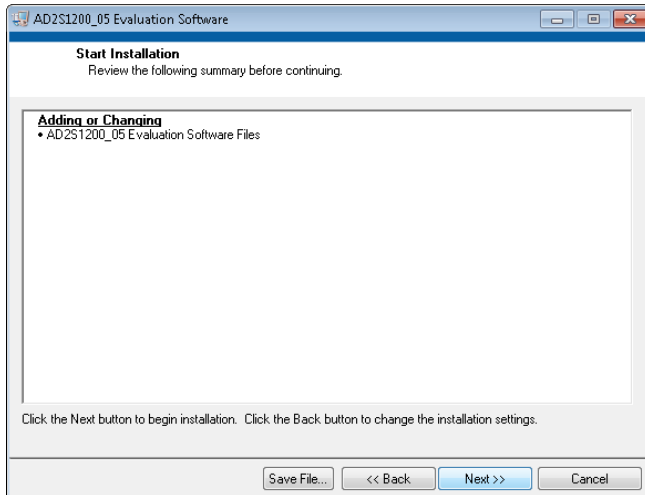 AD2S1200_05 Evaluation Software
Start Installation
Review the following summary before continuing.
Adding or Changing
• AD2S1200_05 Evaluation Software Files
Click the Next button to begin installation. Click the Back button to change the installation settings.
Save File... << Back Next >> Cancel